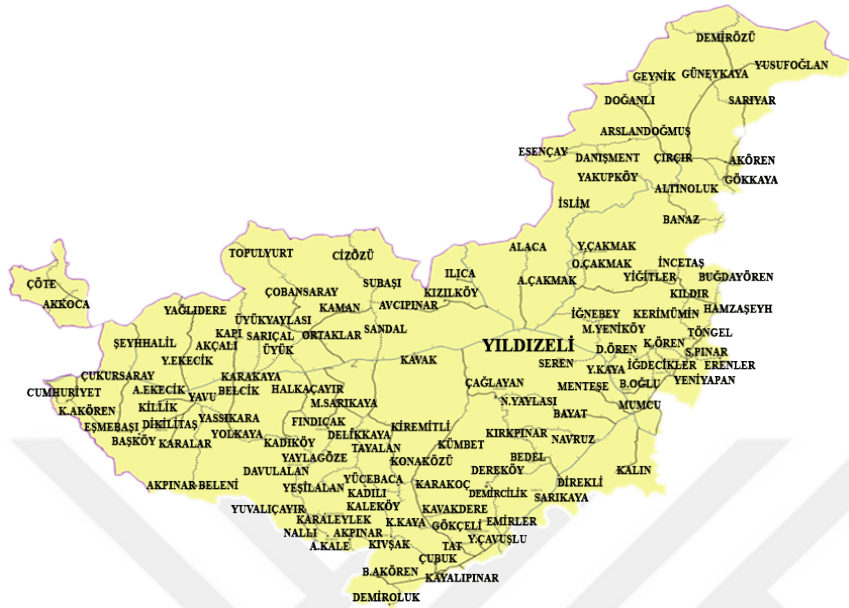 DEMİRÖZÜ
YUSUFOĞLAN
GEYNİK
GÜNEYKAYA
DOĞANLI
SARIYAR
ARSLANDOĞMUŞ
ESENÇAY
DANIŞMENT
ÇIRÇIR
AKÖREN
YAKUPKÖY
GÖKKAYA
ALTINOLUK
İSLİM
BANAZ
TOPULYURT
CİZÖZÜ
ALACA
Y.ÇAKMAK
O.ÇAKMAK
İNCETAŞ
ÇÖTE
AKKOCA
SUBAŞI
ILICA
A.ÇAKMAK
YİĞİTLER
BUĞDAYÖREN
ÇOBANSARAY
KIZILKÖY
KILDIR
YAĞLIDERE
KAMAN
AVCIPINAR
İĞNEBEY
KERİMÜMİN
HAMZAŞEYH
ÜYÜKYAYLASI
KAPI
SARIÇAL
ORTAKLAR
SANDAL
M.YENİKÖY
TÖNGEL
ŞEYHHALİL
AKÇALI
ÜYÜK
YILDIZELİ
D.ÖREN
K.ÖREN
S.PINAR
Y.EKECİK
KAVAK
SEREN
Y.KAYA
İĞDECİKLER
ERENLER
ÇUKURSARAY
KARAKAYA
ÇAĞLAYAN
MENTEŞE
B.OĞLU
YENİYAPAN
CUMHURİYET
A.EKECİK
YAVU
BELCİK
HALKAÇAYIR
K.AKÖREN
KILLİK
M.SARIKAYA
N.YAYLASI
BAYAT
MUMCU
EŞMEBAŞI
DİKİLİTAŞ
YASSIKARA
FINDIÇAK
KİREMİTLİ
BAŞKÖY
KARALAR
YOLKAYA
KADIKÖY
DELİKKAYA
TAYALAN
KÜMBET
KIRKPINAR
NAVRUZ
YAYLAGÖZE
KONAKÖZÜ
BEDEL
DAVULALAN
DEREKÖY
KALIN
AKPINAR BELENİ
YEŞİLALAN
YÜCEBACA
KADILI
KARAKOÇ
DEMİRCİLİK
DİREKLİ
SARIKAYA
YUVALIÇAYIR
KALEKÖY
KAVAKDERE
KARALEYLEK
K.KAYA
GÖKÇELİ
EMİRLER
NALLI
AKPINAR
A.KALE
KIVŞAK
TAT
Y.ÇAVUŞLU
ÇUBUK
B.AKÖREN
KAYALIPINAR
DEMİROLUK